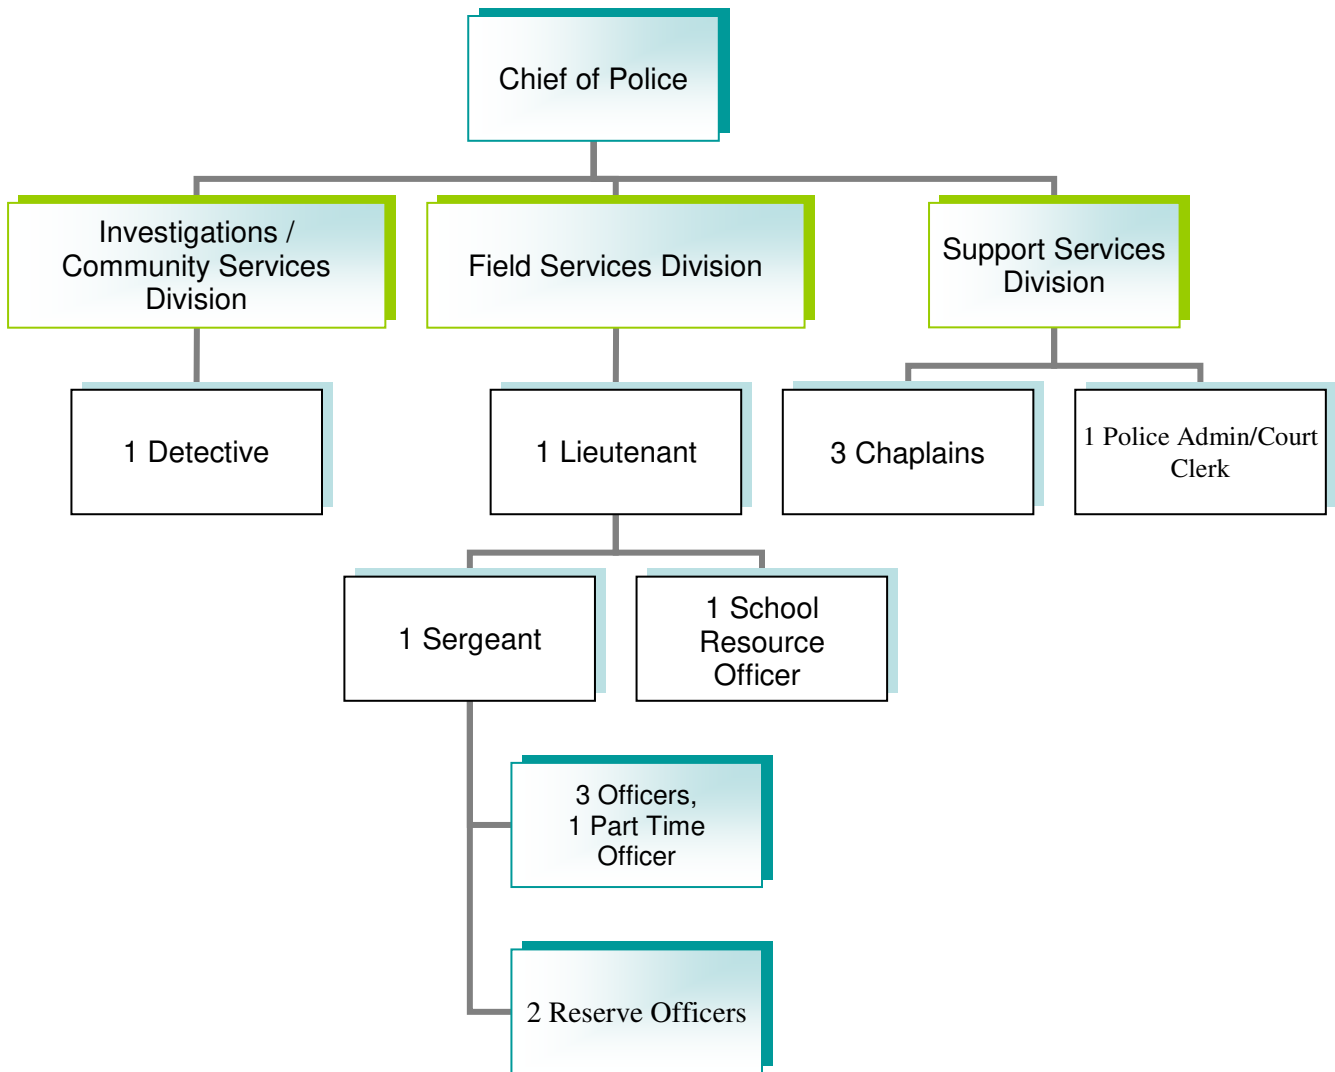 Chief of Police
Investigations /
Community Services
Division
Field Services Division
Support Services
Division
1 Detective
1 Lieutenant
3 Chaplains
1 Police Admin/Court
Clerk
1 Sergeant
1 School
Resource
Officer
3 Officers,
1 Part Time
Officer
2 Reserve Officers